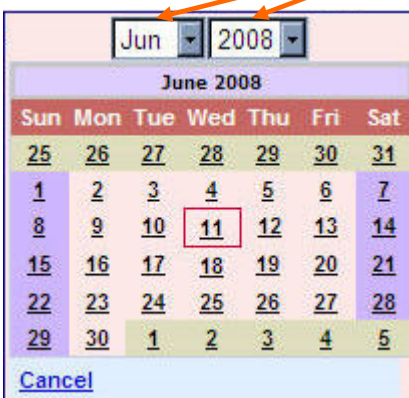 Jun 2008
June 2008
Sun Mon Tue Wed Thu Fri Sat
25 26 27 28 29 30 31
1 2 3 4 5 6 7
8 9 10 11 12 13 14
15 16 17 18 19 20 21
22 23 24 25 26 27 28
29 30 1 2 3 4 5
Cancel